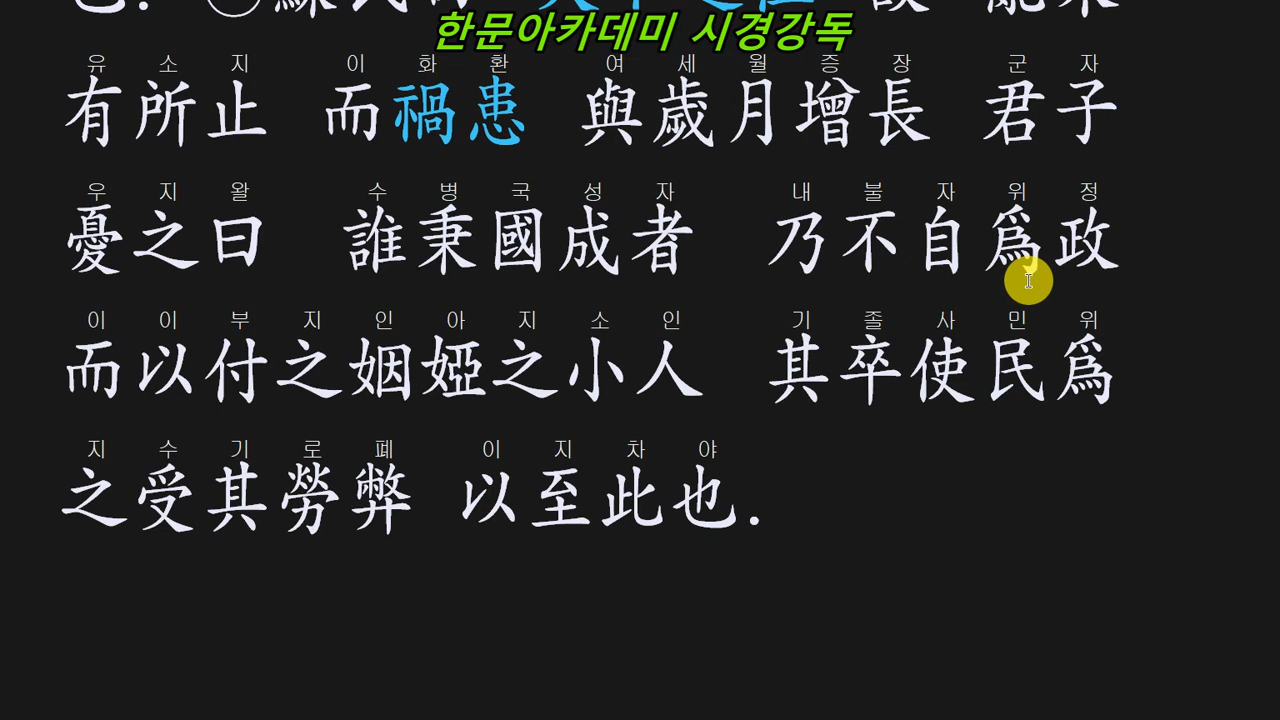 한문아카데미 시경강독
유 소 지 이 화 환 여 세 월 증 장 군 자
有所止 而禍患 與歲月增長 君子
우 지 왈 수 병 국 성 자 내 불 자 위 정
憂之曰 誰秉國成者 乃不自爲政
이 이 부 지 인 아 지 소 인 기 졸 사 민 위
而以付之姻婭之小人 其卒使民爲
지 수 기 로 폐 이 지 차 야
之受其勞弊 以至此也.